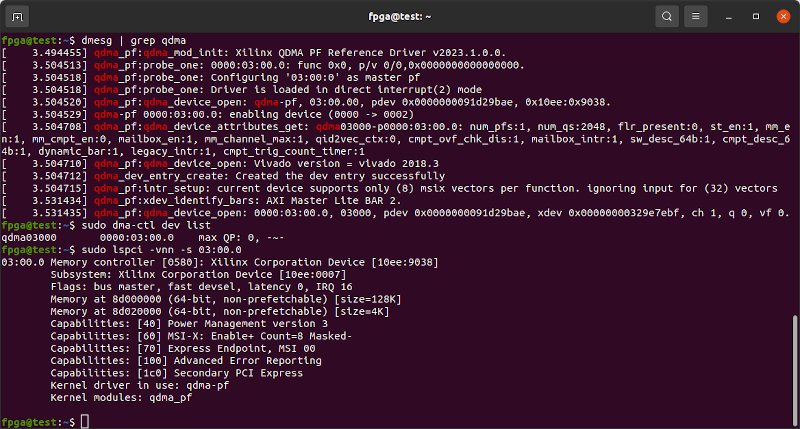 fpga@test: ~
fpga@test:~$ dmesg | grep qdma
[    3.494455] qdma_pf:qdma_mod_init: Xilinx QDMA PF Reference Driver v2023.1.0.0.
[    3.504513] qdma_pf:probe_one: 0000:03:00.0: func 0x0, p/v 0/0,0x0000000000000000.
[    3.504518] qdma_pf:probe_one: Configuring '03:00:0' as master pf
[    3.504518] qdma_pf:probe_one: Driver is loaded in direct interrupt(2) mode
[    3.504520] qdma_pf:qdma_device_open: qdma-pf, 03:00.00, pdev 0x0000000091d29bae, 0x10ee:0x9038.
[    3.504529] qdma-pf 0000:03:00.0: enabling device (0000 -> 0002)
[    3.504708] qdma_pf:qdma_device_attributes_get: qdma03000-p0000:03:00.0: num_pfs:1, num_qs:2048, flr_present:0, st_en:1, mm_e
n:1, mm_cmpt_en:0, mailbox_en:1, mm_channel_max:1, qid2vec_ctx:0, cmpt_ovf_chk_dis:1, mailbox_intr:1, sw_desc_64b:1, cmpt_desc_6
4b:1, dynamic_bar:1, legacy_intr:1, cmpt_trig_count_timer:1
[    3.504710] qdma_pf:qdma_device_open: Vivado version = vivado 2018.3
[    3.504712] qdma_dev_entry_create: Created the dev entry successfully
[    3.504715] qdma_pf:intr_setup: current device supports only (8) msix vectors per function. ignoring input for (32) vectors
[    3.531434] qdma_pf:xdev_identify_bars: AXI Master Lite BAR 2.
[    3.531435] qdma_pf:qdma_device_open: 0000:03:00.0, 03000, pdev 0x0000000091d29bae, xdev 0x00000000329e7ebf, ch 1, q 0, vf 0.
fpga@test:~$ sudo dma-ctl dev list
qdma03000       0000:03:00.0    max QP: 0, -~-
fpga@test:~$ sudo lspci -vnn -s 03:00.0
03:00.0 Memory controller [0580]: Xilinx Corporation Device [10ee:9038]
        Subsystem: Xilinx Corporation Device [10ee:0007]
        Flags: bus master, fast devsel, latency 0, IRQ 16
        Memory at 8d000000 (64-bit, non-prefetchable) [size=128K]
        Memory at 8d020000 (64-bit, non-prefetchable) [size=4K]
        Capabilities: [40] Power Management version 3
        Capabilities: [60] MSI-X: Enable+ Count=8 Masked-
        Capabilities: [70] Express Endpoint, MSI 00
        Capabilities: [100] Advanced Error Reporting
        Capabilities: [1c0] Secondary PCI Express
        Kernel driver in use: qdma-pf
        Kernel modules: qdma_pf
fpga@test:~$